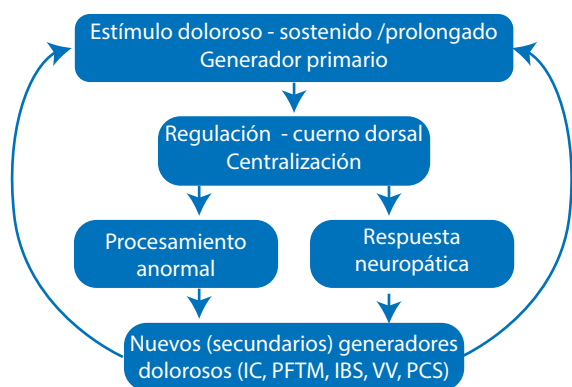 Estímulo doloroso - sostenido /prolongado
Generador primario
Regulación - cuerno dorsal
Centralización
Procesamiento
anormal
Respuesta
neuropática
Nuevos (secundarios) generadores
dolorosos (IC, PFTM, IBS, VV, PCS)